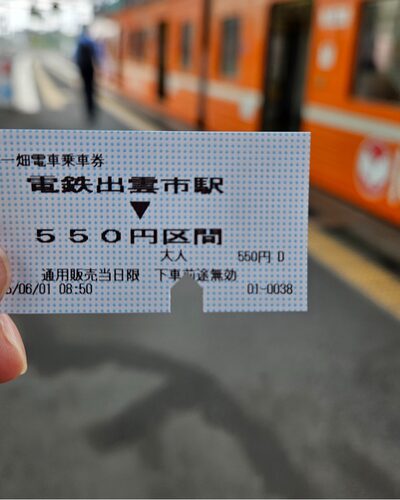 一畑電車乗車券
電鉄出雲市駅
▼
５５０円区間
大人 550円 D
通用販売当日限 下車前途無効
5/06/01 08:50 01-0038